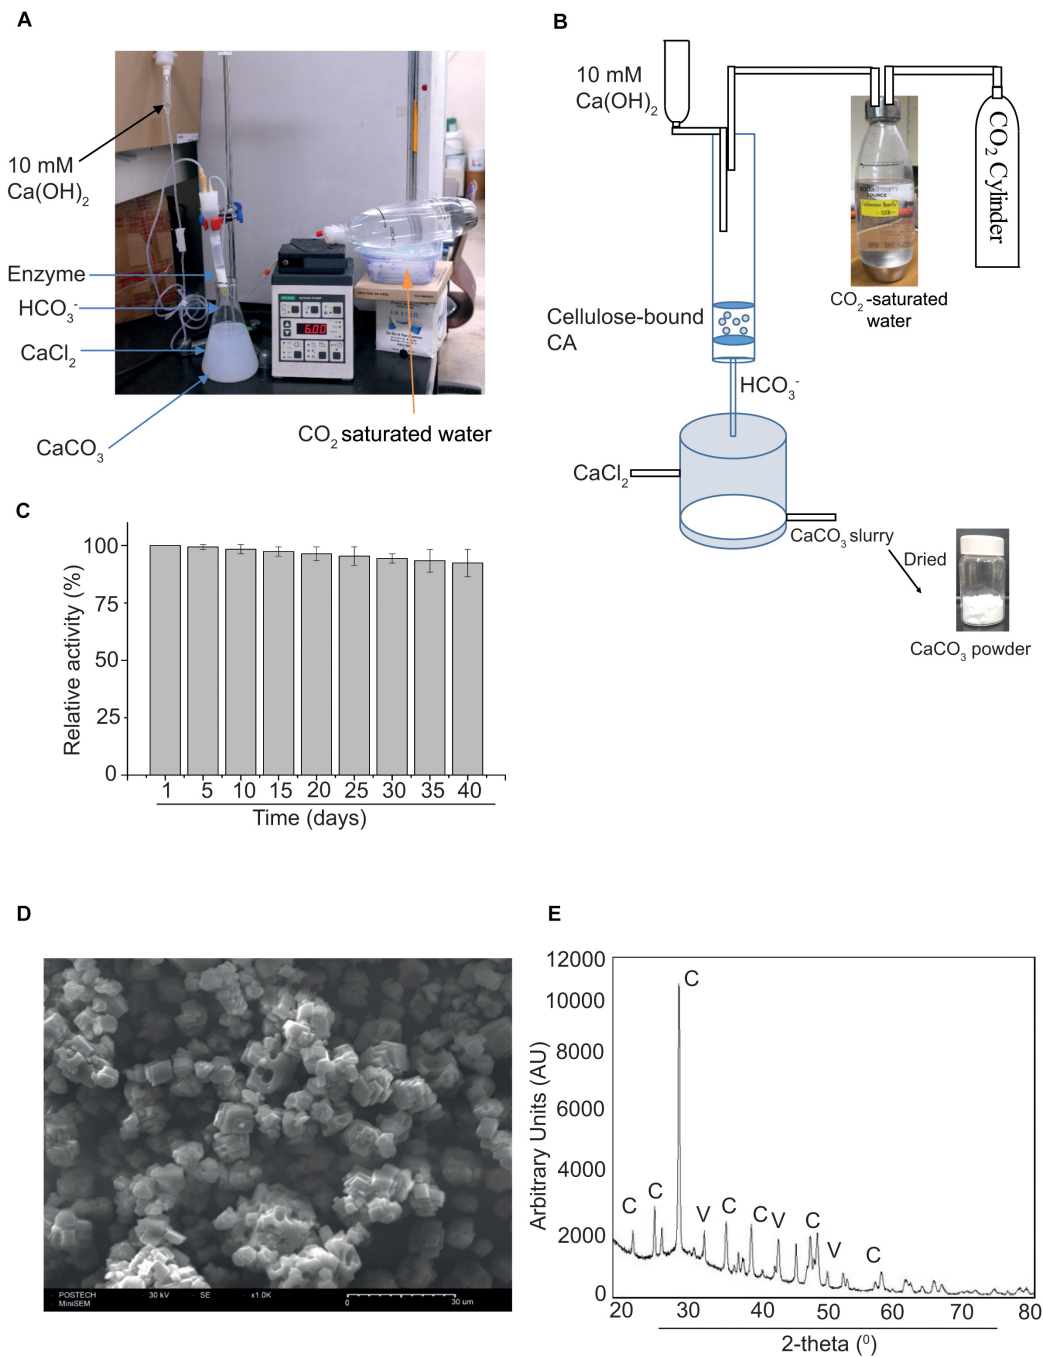 A
10 mM
Ca(OH)2
Enzyme
HCO3-
CaCl2
CaCO3
6.00
CO2 saturated water
B
10 mM
Ca(OH)2
CO2 Cylinder
sodastream
SOURCE
CO2-saturated
water
Cellulose-bound
CA
HCO3-
CaCl2
CaCO3 slurry
Dried
CaCO3 powder
C
Relative activity (%)
100
75
50
25
0
1 5 10 15 20 25 30 35 40
Time (days)
D
POSTECH 30 kV SE x1.0K 30 um
MiniSEM 0
E
Arbitrary Units (AU)
12000
10000
8000
6000
4000
2000
0
C
C C V C C V C V C
20 30 40 50 60 70 80
2-theta (0)